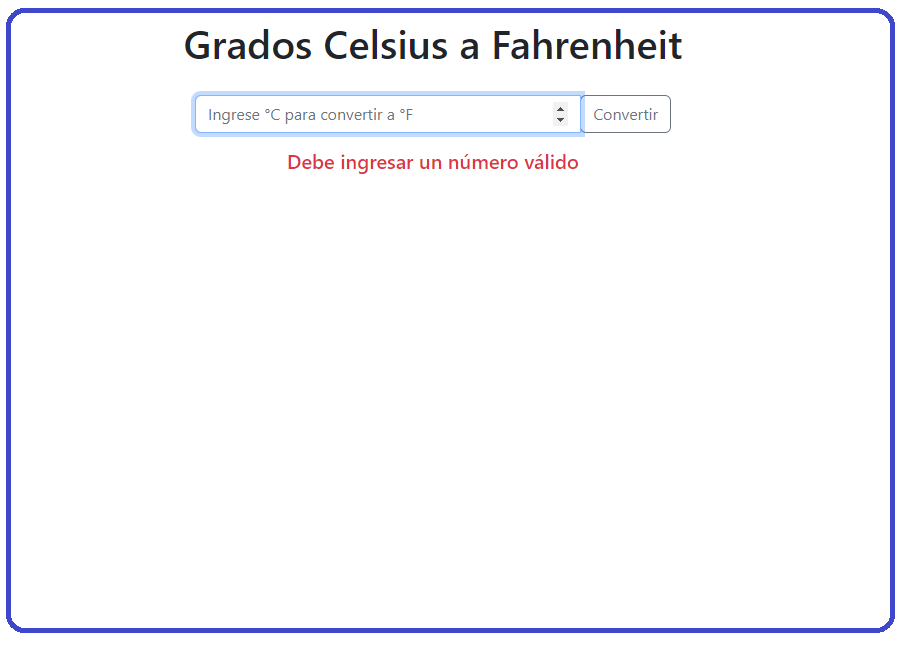 Grados Celsius a Fahrenheit
Ingrese °C para convertir a °F
Convertir
Debe ingresar un número válido